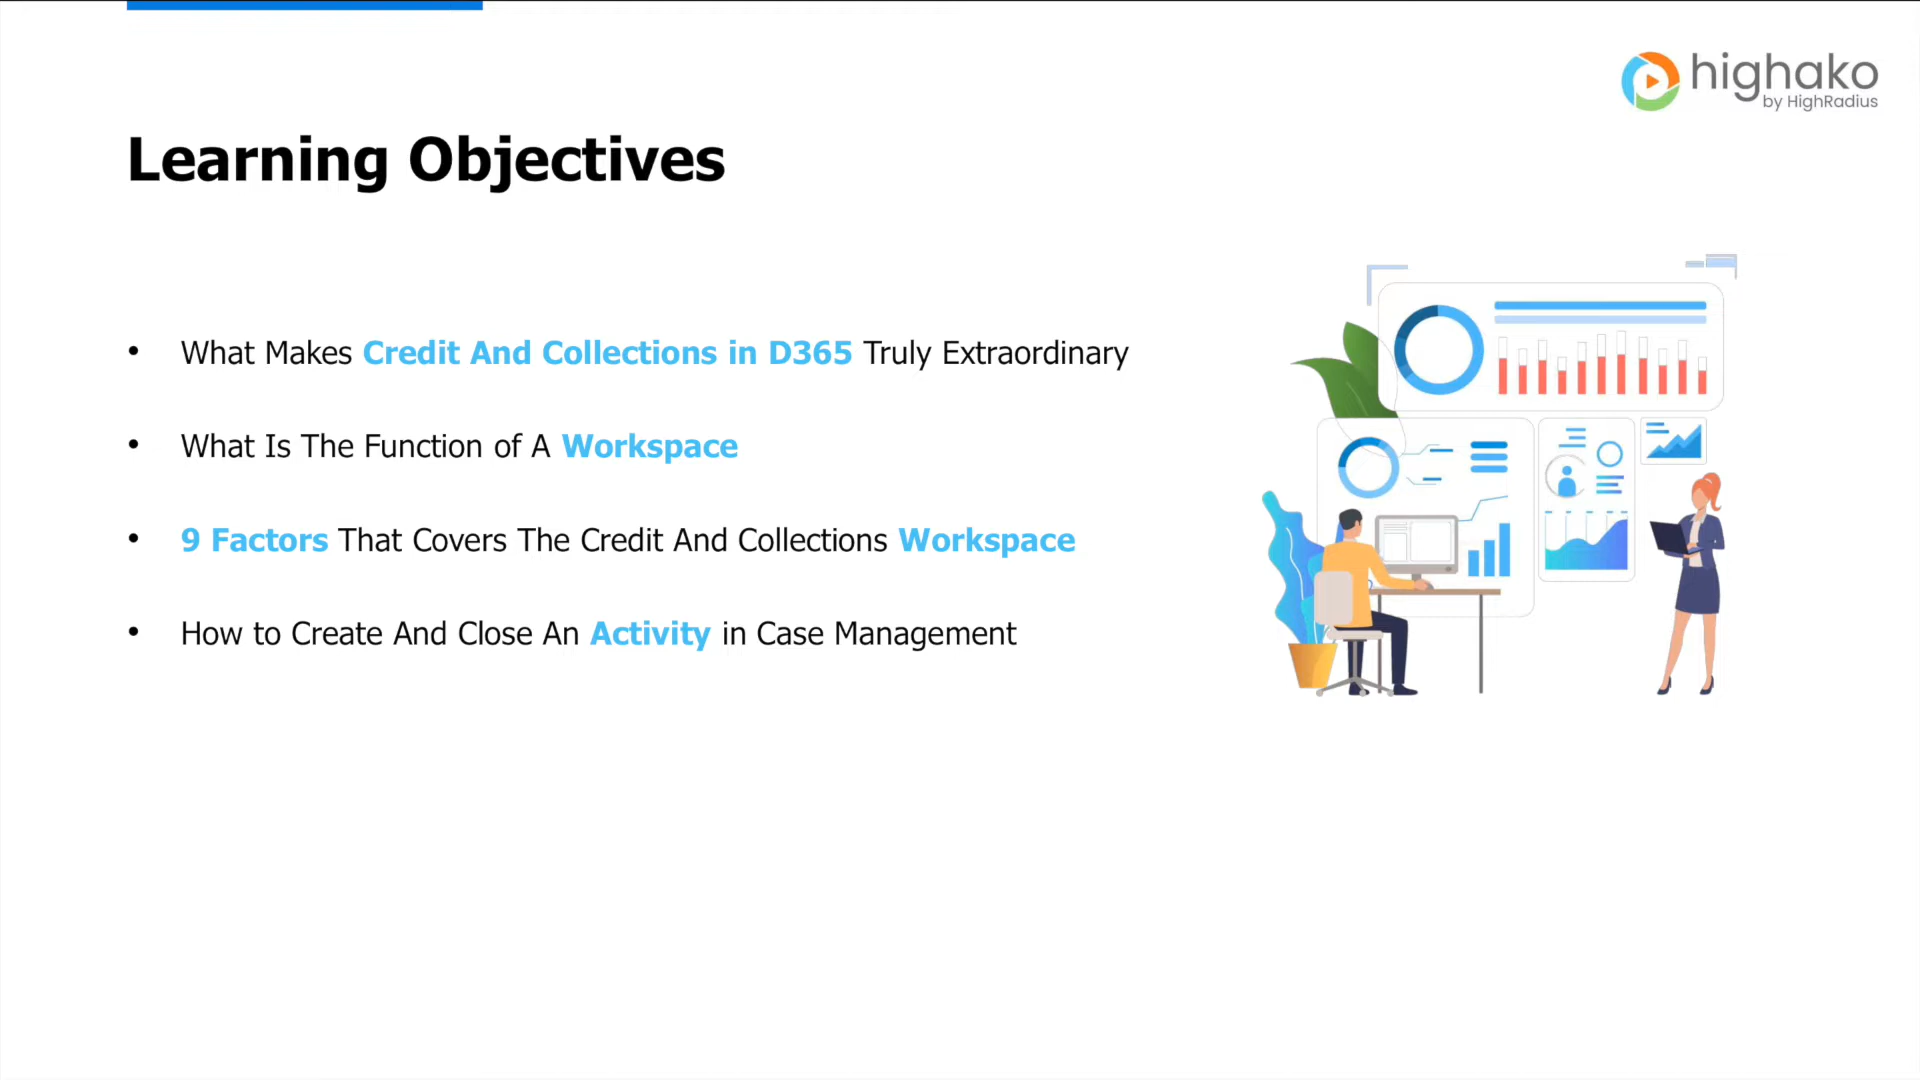 highako
by HighRadius
Learning Objectives
• What Makes Credit And Collections in D365 Truly Extraordinary
• What Is The Function of A Workspace
• 9 Factors That Covers The Credit And Collections Workspace
• How to Create And Close An Activity in Case Management